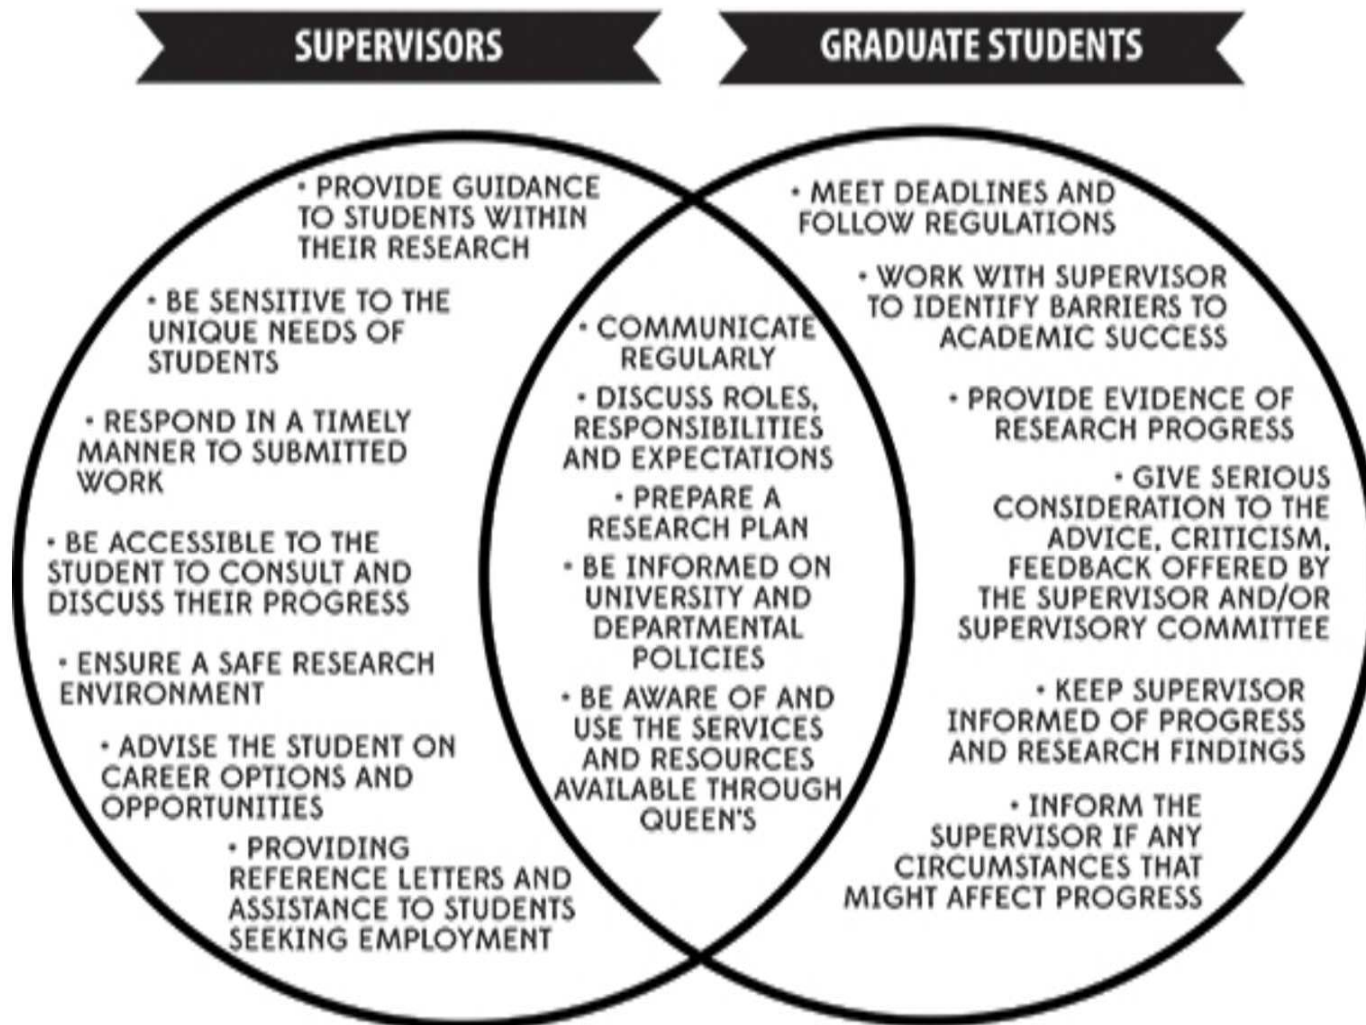 SUPERVISORS
GRADUATE STUDENTS
• PROVIDE GUIDANCE
TO STUDENTS WITHIN
THEIR RESEARCH
• BE SENSITIVE TO THE
UNIQUE NEEDS OF
STUDENTS
• RESPOND IN A TIMELY
MANNER TO SUBMITTED
WORK
• BE ACCESSIBLE TO THE
STUDENT TO CONSULT AND
DISCUSS THEIR PROGRESS
• ENSURE A SAFE RESEARCH
ENVIRONMENT
• ADVISE THE STUDENT ON
CAREER OPTIONS AND
OPPORTUNITIES
• PROVIDING
REFERENCE LETTERS AND
ASSISTANCE TO STUDENTS
SEEKING EMPLOYMENT
• COMMUNICATE
REGULARLY
• DISCUSS ROLES,
RESPONSIBILITIES
AND EXPECTATIONS
• PREPARE A
RESEARCH PLAN
• BE INFORMED ON
UNIVERSITY AND
DEPARTMENTAL
POLICIES
• BE AWARE OF AND
USE THE SERVICES
AND RESOURCES
AVAILABLE THROUGH
QUEEN'S
• MEET DEADLINES AND
FOLLOW REGULATIONS
• WORK WITH SUPERVISOR
TO IDENTIFY BARRIERS TO
ACADEMIC SUCCESS
• PROVIDE EVIDENCE OF
RESEARCH PROGRESS
• GIVE SERIOUS
CONSIDERATION TO THE
ADVICE, CRITICISM,
FEEDBACK OFFERED BY
THE SUPERVISOR AND/OR
SUPERVISORY COMMITTEE
• KEEP SUPERVISOR
INFORMED OF PROGRESS
AND RESEARCH FINDINGS
• INFORM THE
SUPERVISOR IF ANY
CIRCUMSTANCES THAT
MIGHT AFFECT PROGRESS